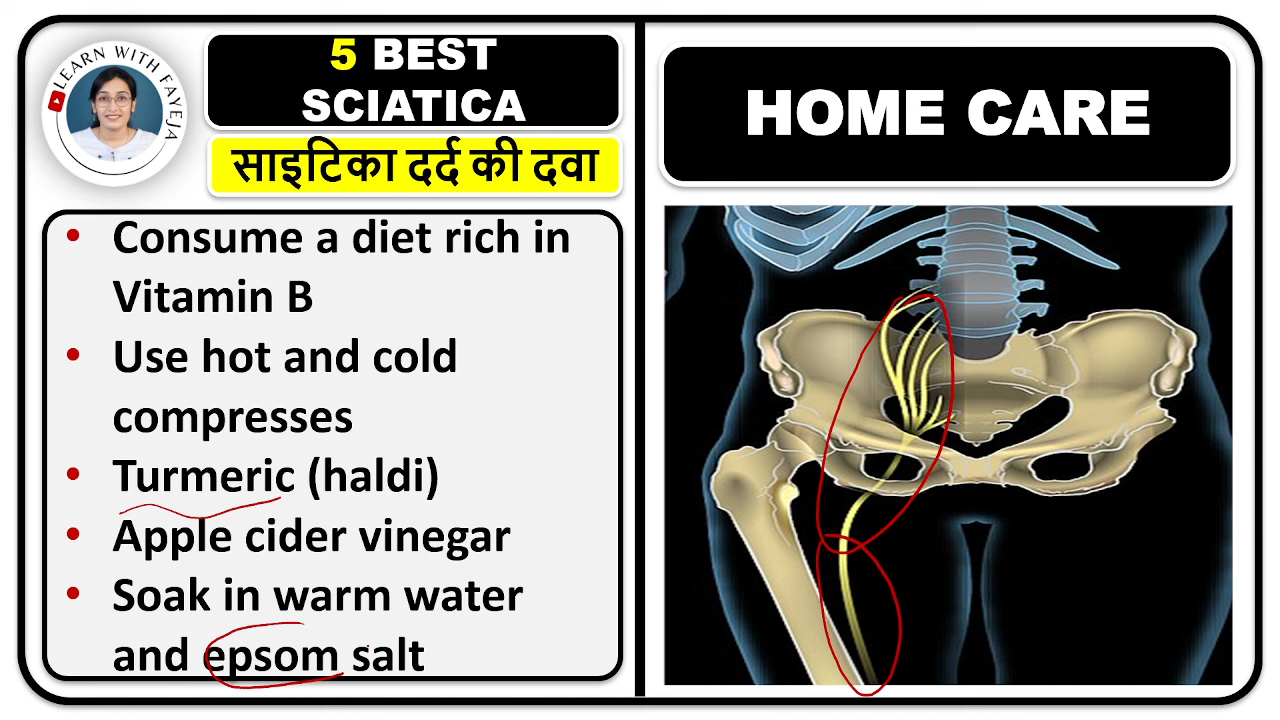 LEARN WITH FAYEJA
5 BEST
SCIATICA
साइटिका दर्द की दवा
• Consume a diet rich in
Vitamin B
• Use hot and cold
compresses
• Turmeric (haldi)
• Apple cider vinegar
• Soak in warm water
and epsom salt
HOME CARE